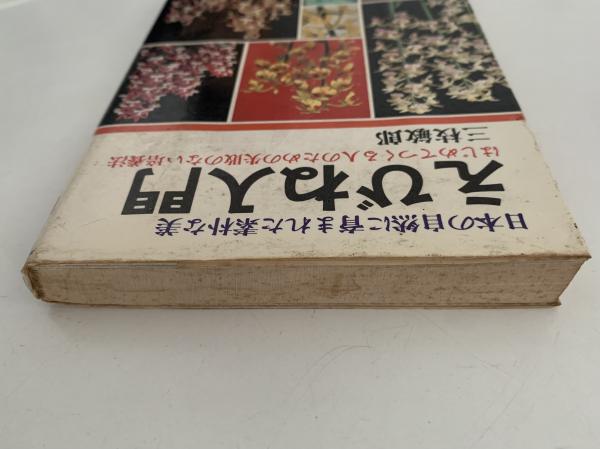 日本の自然に育まれた素朴な美
えびね入門
はじめてつくる人のための失敗のない培養法
三枝敏郎